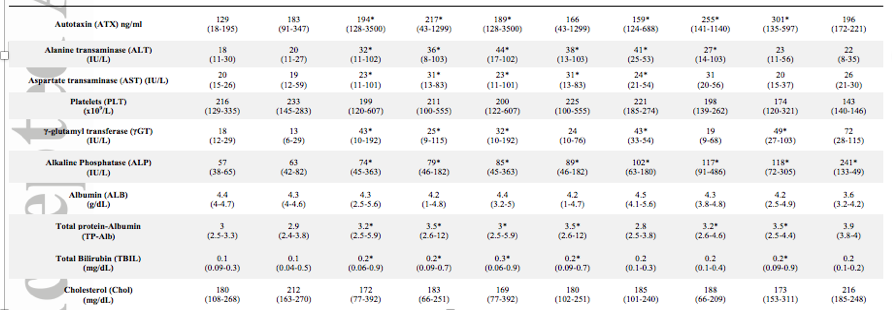 Autotaxin (ATX) ng/ml 129 183 194* 217* 189* 166 159* 255* 301* 196
(18-195) (91-347) (128-3500) (43-1299) (128-3500) (43-1299) (124-688) (141-1140) (135-597) (172-221)
Alanine transaminase (ALT) 18 20 32* 36* 44* 38* 41* 27* 23 22
(IU/L) (11-30) (11-27) (11-102) (8-103) (17-102) (13-103) (25-53) (14-103) (11-56) (8-35)
Aspartate transaminase (AST) (IU/L) 20 19 23* 31* 23* 31* 24* 31 20 26
(15-26) (12-59) (11-101) (13-83) (11-101) (13-83) (21-54) (20-56) (15-37) (21-30)
Platelets (PLT) 216 233 199 211 200 225 221 198 174 143
(x10⁹/L) (129-335) (145-283) (120-607) (100-555) (122-607) (100-555) (185-274) (139-262) (120-321) (140-146)
γ-glutamyl transferase (γGT) 18 13 43* 25* 32* 24 43* 19 49* 72
(IU/L) (12-29) (6-29) (10-192) (9-115) (10-192) (10-76) (33-54) (9-68) (27-103) (28-115)
Alkaline Phosphatase (ALP) 57 63 74* 79* 85* 89* 102* 117* 118* 241*
(IU/L) (38-65) (42-82) (45-363) (46-182) (45-363) (46-182) (63-180) (91-486) (72-305) (133-49)
Albumin (ALB) 4.4 4.3 4.3 4.2 4.4 4.2 4.5 4.3 4.2 3.6
(g/dL) (4-4.7) (4-4.6) (2.5-5.6) (1-4.8) (3.2-5) (1-4.7) (4.1-5.6) (3.8-4.8) (2.5-4.9) (3.2-4.2)
Total protein-Albumin 3 2.9 3.2* 3.5* 3* 3.5* 2.8 3.2* 3.5* 3.9
(TP-Alb) (2.5-3.3) (2.4-3.8) (2.5-5.9) (2.6-12) (2.5-5.9) (2.6-12) (2.5-3.8) (2.6-4.6) (2.5-4.4) (3.8-4)
Total Bilirubin (TBIL) 0.1 0.1 0.2* 0.2* 0.3* 0.2* 0.2 0.2 0.2* 0.2
(mg/dL) (0.09-0.3) (0.04-0.5) (0.06-0.9) (0.09-0.7) (0.06-0.9) (0.09-0.7) (0.1-0.3) (0.1-0.4) (0.09-0.9) (0.1-0.2)
Cholesterol (Chol) 180 212 172 183 169 180 185 188 173 216
(mg/dL) (108-268) (163-270) (77-392) (66-251) (77-392) (102-251) (101-240) (66-209) (153-311) (185-248)